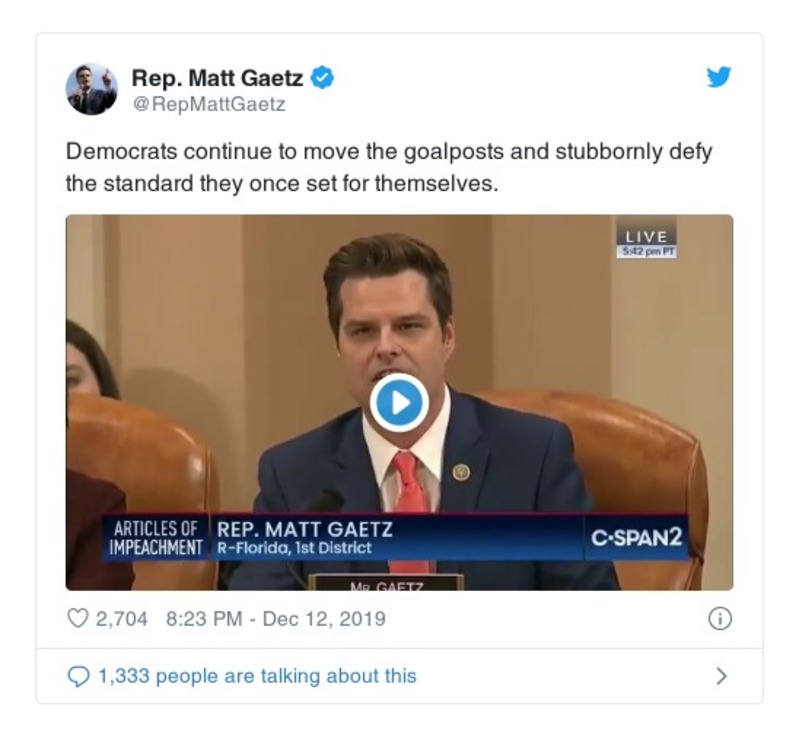 Rep. Matt Gaetz
@RepMattGaetz
Democrats continue to move the goalposts and stubbornly defy
the standard they once set for themselves.
LIVE
5:42 pm PT
ARTICLES OF
IMPEACHMENT
REP. MATT GAETZ
R-Florida, 1st District
C-SPAN2
MR. GAETZ
2,704 8:23 PM - Dec 12, 2019
1,333 people are talking about this